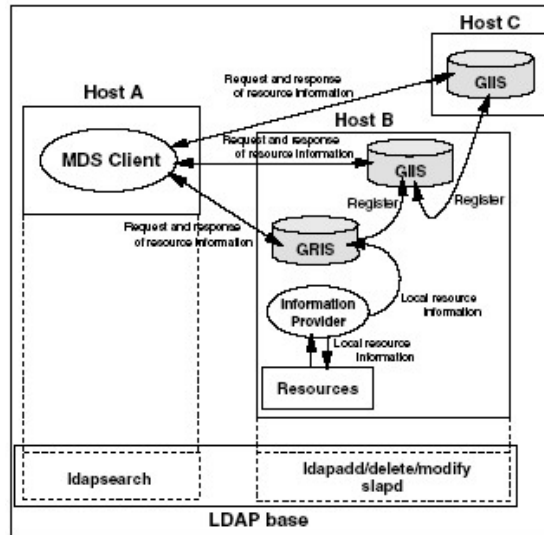 Host C
GIIS
Request and response
of resource information
Host A
MDS Client
Host B
Request and response
of resource information
GIIS
Register
Register
Request and response
of resource information
GRIS
Information
Provider
Local resource
Information
Local resource
Information
Resources
ldapsearch
ldapadd/delete/modify
slapd
LDAP base